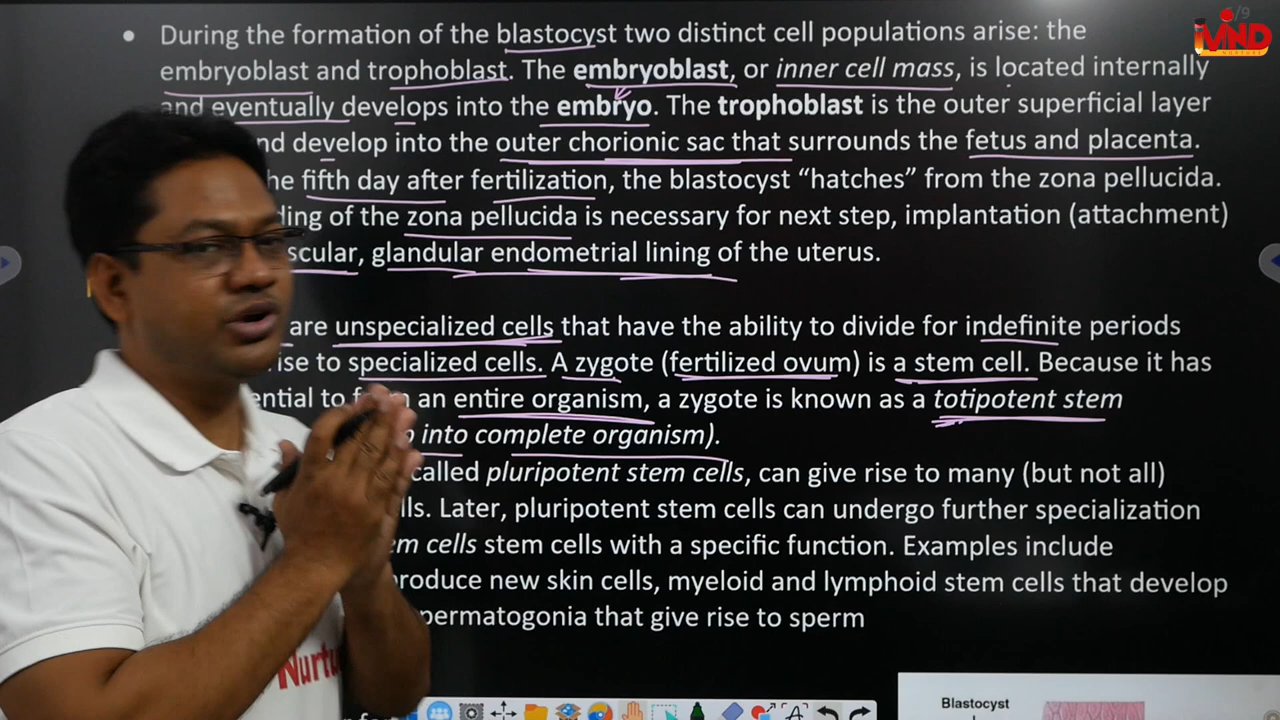 6/9
MIND
NURTURE
• During the formation of the blastocyst two distinct cell populations arise: the
embryoblast and trophoblast. The embryoblast, or inner cell mass, is located internally
and eventually develops into the embryo. The trophoblast is the outer superficial layer
nd develop into the outer chorionic sac that surrounds the fetus and placenta.
he fifth day after fertilization, the blastocyst “hatches” from the zona pellucida.
ding of the zona pellucida is necessary for next step, implantation (attachment)
scular, glandular endometrial lining of the uterus.
are unspecialized cells that have the ability to divide for indefinite periods
ise to specialized cells. A zygote (fertilized ovum) is a stem cell. Because it has
ential to an entire organism, a zygote is known as a totipotent stem
into complete organism).
called pluripotent stem cells, can give rise to many (but not all)
lls. Later, pluripotent stem cells can undergo further specialization
em cells stem cells with a specific function. Examples include
produce new skin cells, myeloid and lymphoid stem cells that develop
permatogonia that give rise to sperm
Nurtu
Blastocyst
A